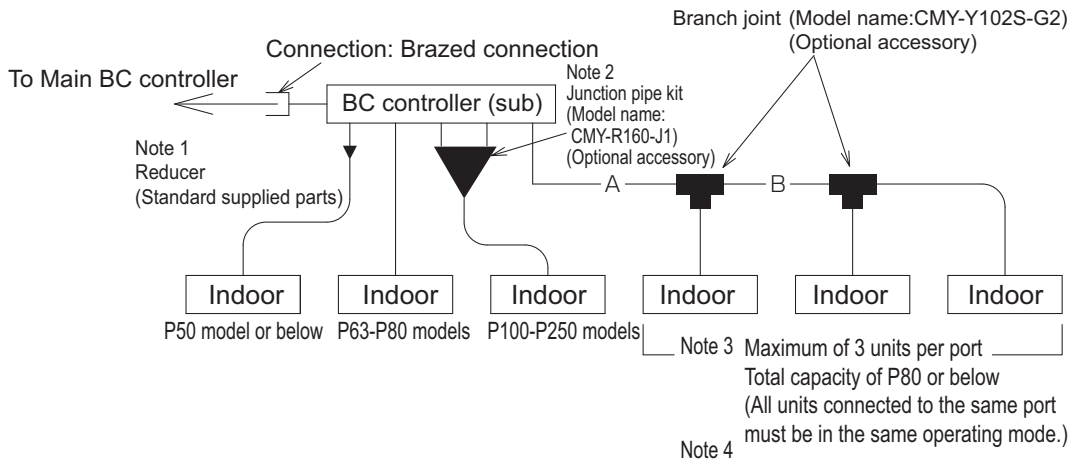 Branch joint (Model name:CMY-Y102S-G2)
(Optional accessory)
Connection: Brazed connection
To Main BC controller
BC controller (sub)
Note 2
Junction pipe kit
(Model name:
CMY-R160-J1)
(Optional accessory)
Note 1
Reducer
(Standard supplied parts)
A
B
Indoor
Indoor
Indoor
Indoor
Indoor
Indoor
P50 model or below
P63-P80 models
P100-P250 models
Note 3 Maximum of 3 units per port
Total capacity of P80 or below
(All units connected to the same port
must be in the same operating mode.)
Note 4